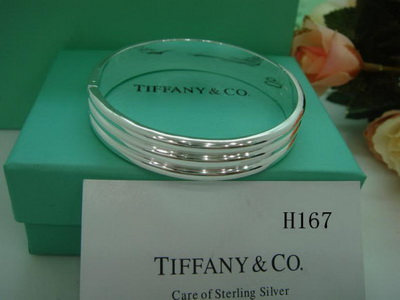 TIFFANY & CO.
H167
TIFFANY & CO.
Care of Sterling Silver